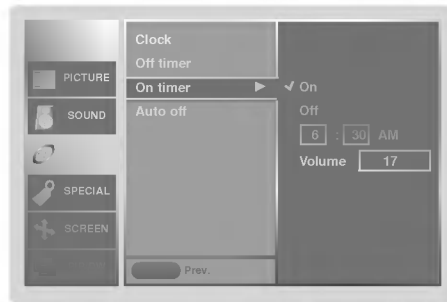 PICTURE
SOUND
SPECIAL
SCREEN
Clock
Off timer
On timer
Auto off
Prev.
On
Off
6 : 30 AM
Volume 17